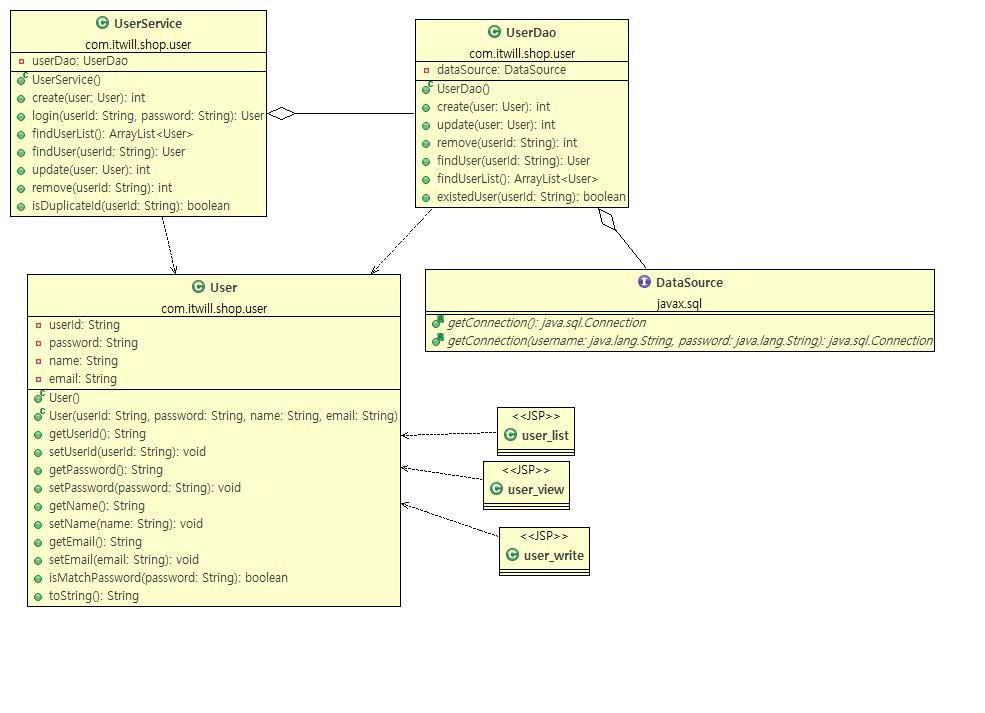 UserService
com.itwill.shop.user
userDao: UserDao
UserService()
create(user: User): int
login(userId: String, password: String): User
findUserList(): ArrayList<User>
findUser(userId: String): User
update(user: User): int
remove(userId: String): int
isDuplicateId(userId: String): boolean
UserDao
com.itwill.shop.user
dataSource: DataSource
UserDao()
create(user: User): int
update(user: User): int
remove(userId: String): int
findUser(userId: String): User
findUserList(): ArrayList<User>
existedUser(userId: String): boolean
User
com.itwill.shop.user
userId: String
password: String
name: String
email: String
User()
User(userId: String, password: String, name: String, email: String)
getUserId(): String
setUserId(userId: String): void
getPassword(): String
setPassword(password: String): void
getName(): String
setName(name: String): void
getEmail(): String
setEmail(email: String): void
isMatchPassword(password: String): boolean
toString(): String
DataSource
javax.sql
getConnection(): java.sql.Connection
getConnection(username: java.lang.String, password: java.lang.String): java.sql.Connection
<<JSP>>
user_list
<<JSP>>
user_view
<<JSP>>
user_write